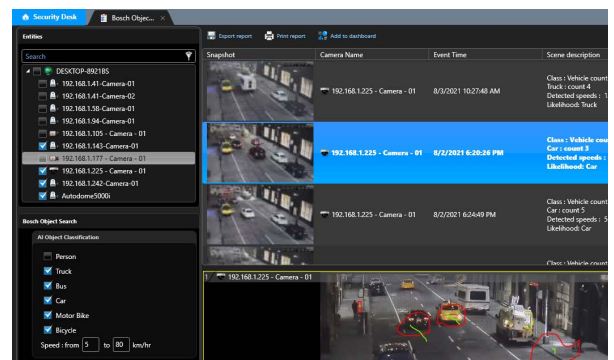 Security Desk
Bosch Objec... ×
Entities
Search
DESKTOP-8921BS
192.168.1.41-Camera-01
192.168.1.41-Camera-02
192.168.1.58-Camera-01
192.168.1.94-Camera-01
192.168.1.105 - Camera - 01
192.168.1.143-Camera-01
192.168.1.177 - Camera - 01
192.168.1.225 - Camera - 01
192.168.1.242-Camera-01
Autodome5000i
Bosch Object Search
AI Object Classification
Person
Truck
Bus
Car
Motor Bike
Bicycle
Speed : from 5 to 80 km/hr
Export report Print report Add to dashboard
Snapshot Camera Name Event Time Scene description
Class : Vehicle count
Truck : count 4
192.168.1.225 - Camera - 01 8/3/2021 10:27:48 AM
Detected speeds : 1
Likelihood: Truck
Class : Vehicle cou
Car : count 3
192.168.1.225 - Camera - 01 8/2/2021 6:20:26 PM
Detected speeds :
Likelihood: Car
Class : Vehicle count
Car : count 5
192.168.1.225 - Camera - 01 8/2/2021 6:24:49 PM
Detected speeds : 5
Likelihood: Car
Class : Vehicle count
1 192.168.1.225 - Camera - 01